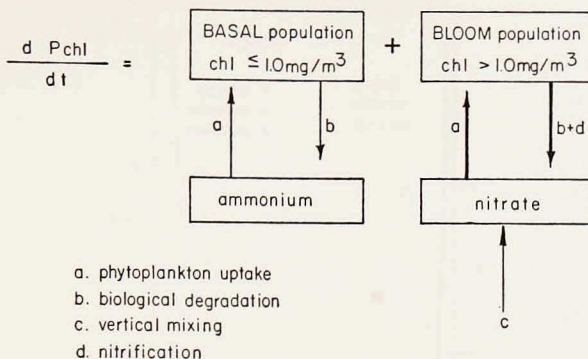 d Pchl
dt
=
BASAL population
chl ≤ 1.0mg/m³
+
BLOOM population
chl > 1.0mg/m³
a
b
a
b+d
ammonium
nitrate
c
a. phytoplankton uptake
b. biological degradation
c. vertical mixing
d. nitrification